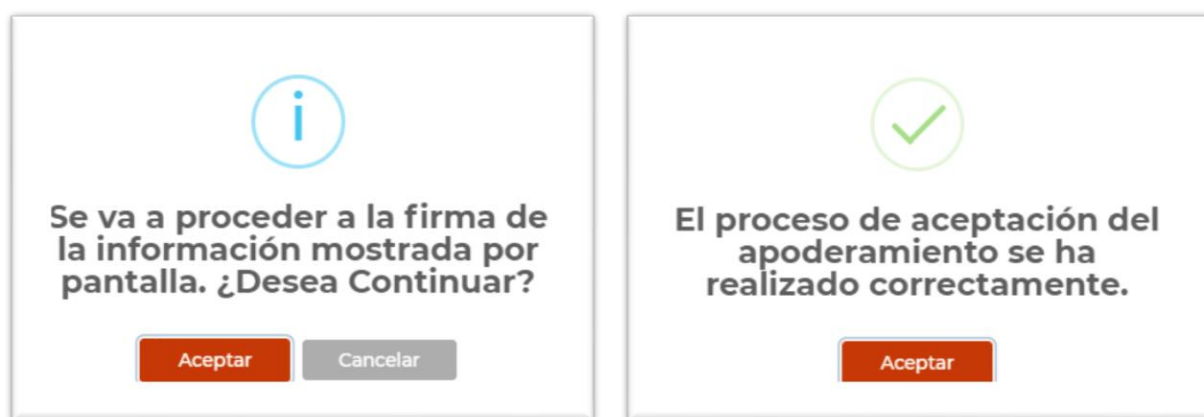 Se va a proceder a la firma de
la información mostrada por
pantalla. ¿Desea Continuar?
Aceptar
Cancelar
El proceso de aceptación del
apoderamiento se ha
realizado correctamente.
Aceptar